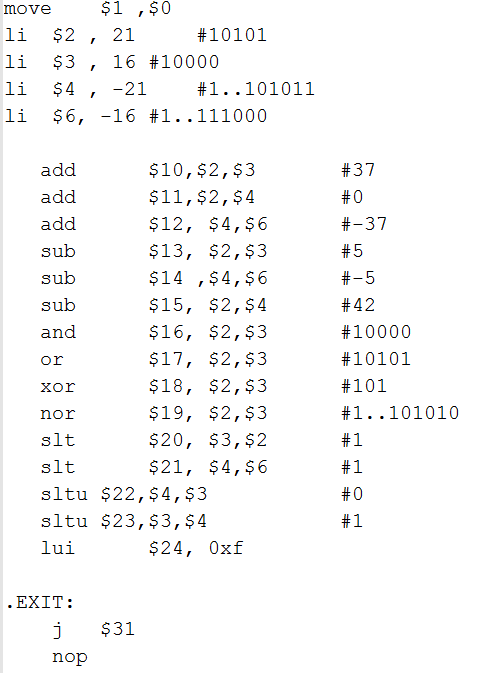 move    $1 ,$0
li  $2 , 21     #10101
li  $3 , 16 #10000
li  $4 , -21    #1..101011
li  $6, -16 #1..111000

   add      $10,$2,$3       #37
   add      $11,$2,$4       #0
   add      $12, $4,$6      #-37
   sub      $13, $2,$3      #5
   sub      $14 ,$4,$6      #-5
   sub      $15, $2,$4      #42
   and      $16, $2,$3      #10000
   or       $17, $2,$3      #10101
   xor      $18, $2,$3      #101
   nor      $19, $2,$3      #1..101010
   slt      $20, $3,$2      #1
   slt      $21, $4,$6      #1
   sltu $22,$4,$3           #0
   sltu $23,$3,$4           #1
   lui      $24, 0xf

.EXIT:
    j   $31
    nop